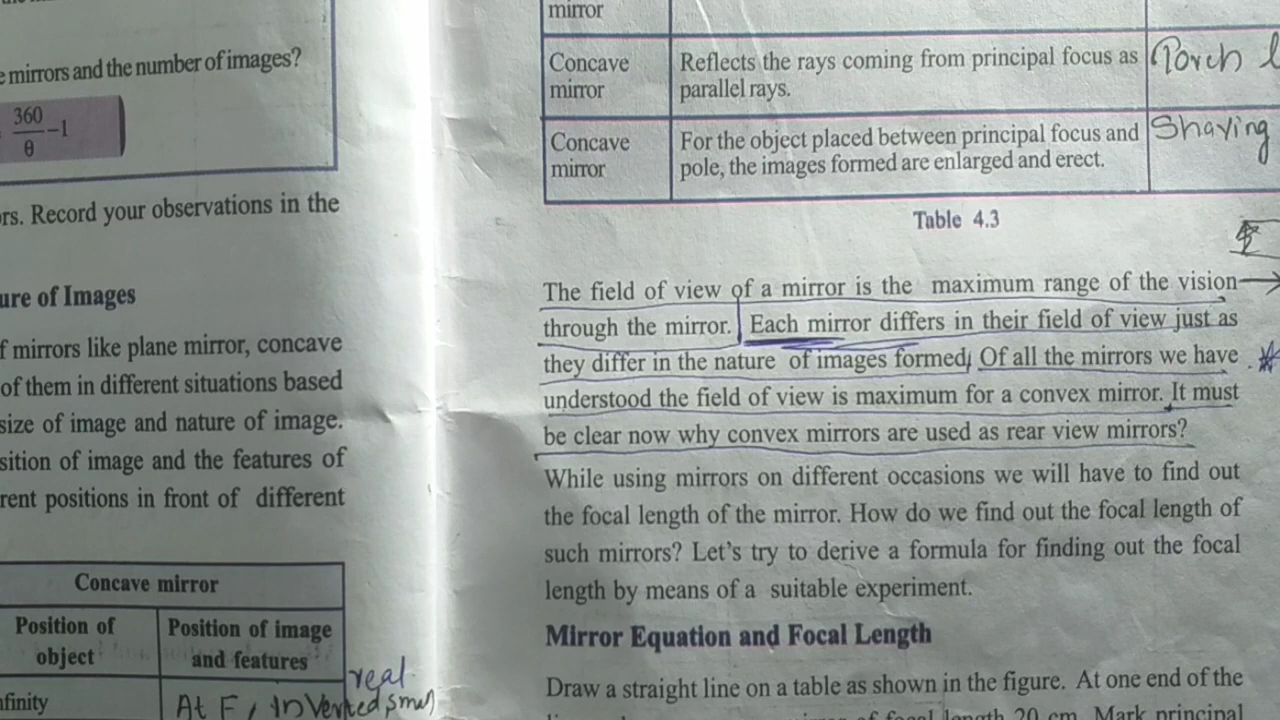 e mirrors and the number of images?
360
θ
–1
rs. Record your observations in the
ure of Images
f mirrors like plane mirror, concave
of them in different situations based
size of image and nature of image.
sition of image and the features of
rent positions in front of different
Concave mirror
Position of object
Position of image and features
nfinity
At F, Inverted, small
real
mirror
Concave mirror
Reflects the rays coming from principal focus as parallel rays.
Concave mirror
For the object placed between principal focus and pole, the images formed are enlarged and erect.
Shaving
Table 4.3
The field of view of a mirror is the maximum range of the vision
through the mirror. Each mirror differs in their field of view just as
they differ in the nature of images formed. Of all the mirrors we have
understood the field of view is maximum for a convex mirror. It must
be clear now why convex mirrors are used as rear view mirrors?
While using mirrors on different occasions we will have to find out
the focal length of the mirror. How do we find out the focal length of
such mirrors? Let's try to derive a formula for finding out the focal
length by means of a suitable experiment.
Mirror Equation and Focal Length
Draw a straight line on a table as shown in the figure. At one end of the
of focal length 20 cm. Mark principal